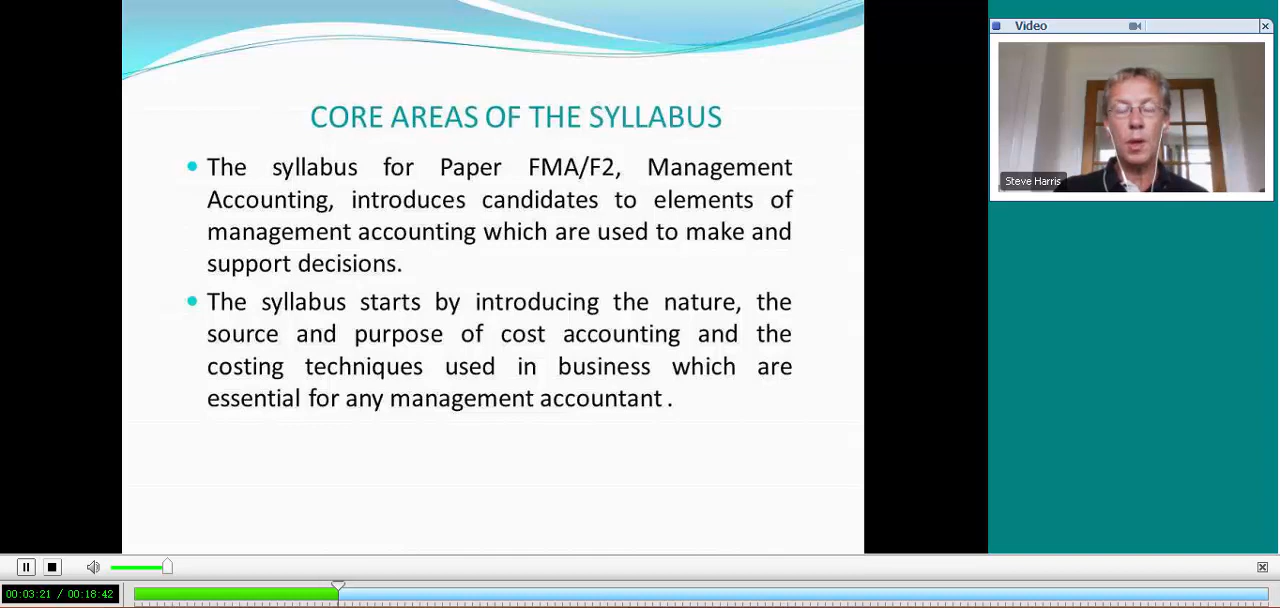 Video
Steve Harris
CORE AREAS OF THE SYLLABUS
The syllabus for Paper FMA/F2, Management
Accounting, introduces candidates to elements of
management accounting which are used to make and
support decisions.
The syllabus starts by introducing the nature, the
source and purpose of cost accounting and the
costing techniques used in business which are
essential for any management accountant .
00:03:21 / 00:18:42